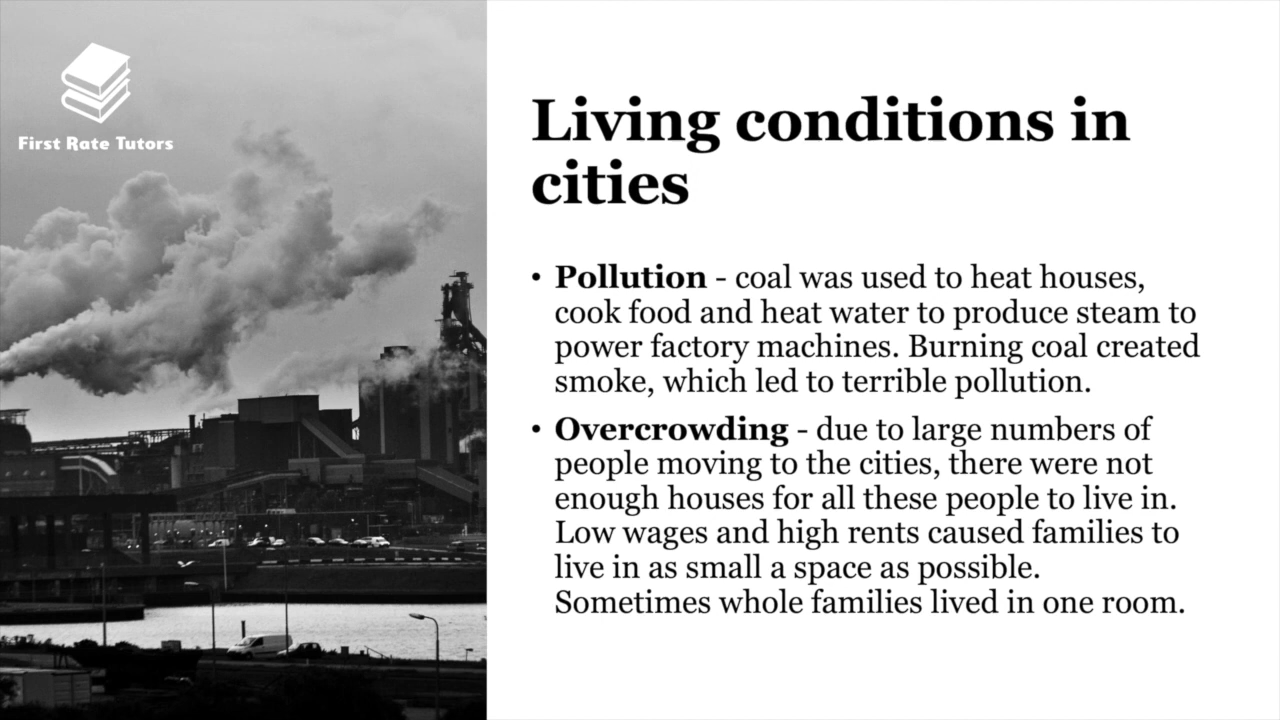 First Rate Tutors
Living conditions in
cities
• Pollution - coal was used to heat houses,
cook food and heat water to produce steam to
power factory machines. Burning coal created
smoke, which led to terrible pollution.
• Overcrowding - due to large numbers of
people moving to the cities, there were not
enough houses for all these people to live in.
Low wages and high rents caused families to
live in as small a space as possible.
Sometimes whole families lived in one room.